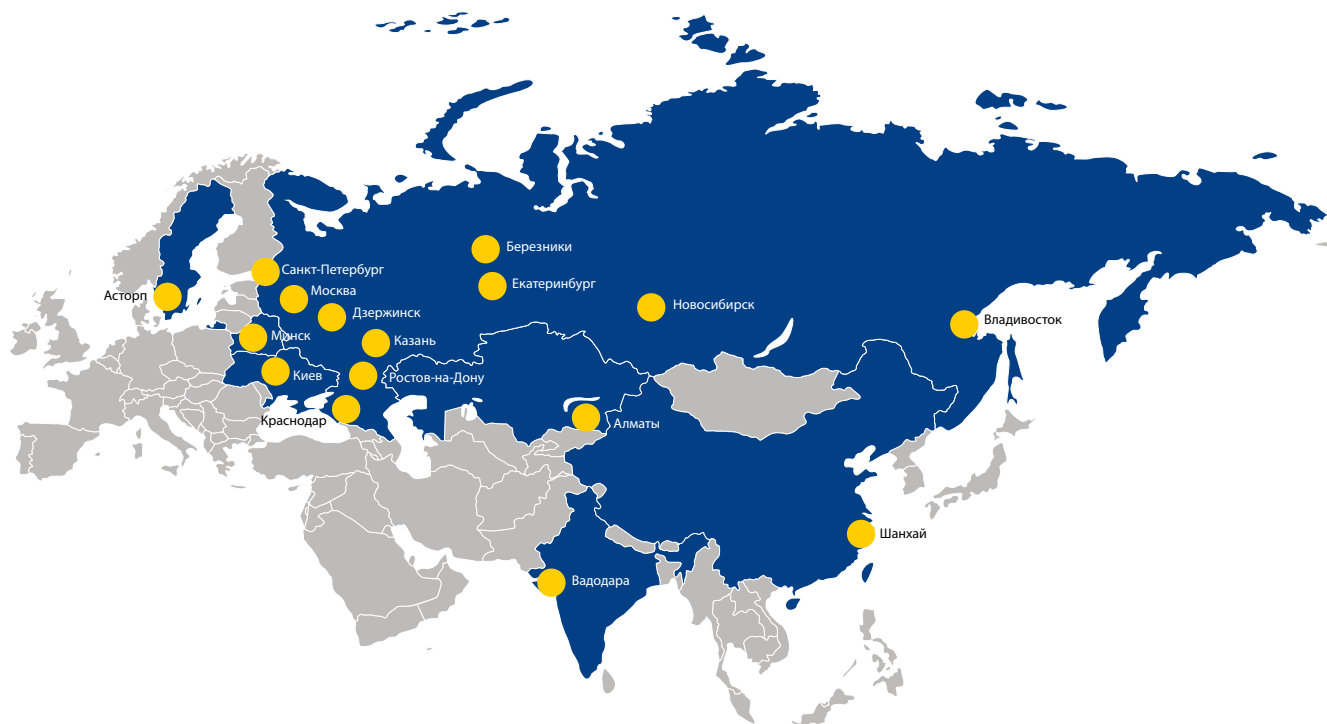 Березники
Санкт-Петербург
Екатеринбург
Асторп
Москва
Новосибирск
Дзержинск
Владивосток
Минск
Казань
Киев
Ростов-на-Дону
Краснодар
Алматы
Шанхай
Вадодара